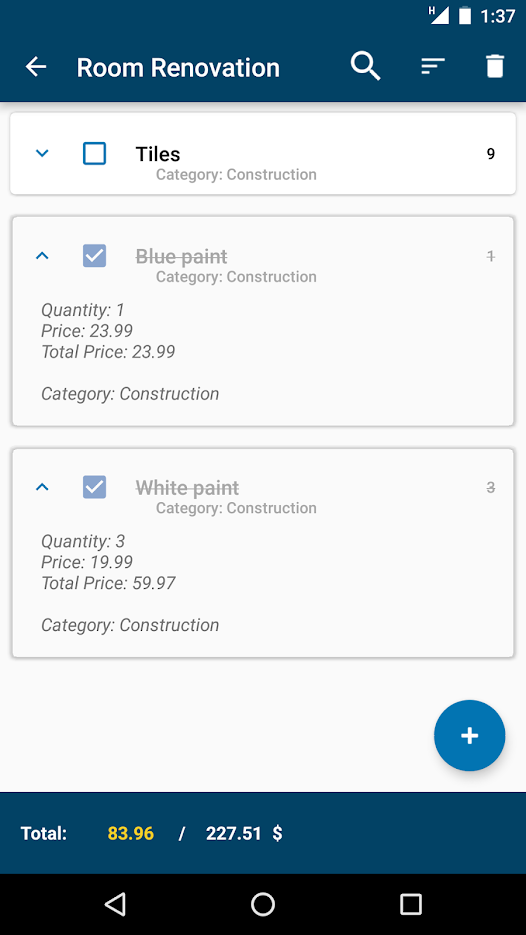 H 1:37
Room Renovation
Tiles 9
Category: Construction
Blue paint 1
Category: Construction
Quantity: 1
Price: 23.99
Total Price: 23.99
Category: Construction
White paint 3
Category: Construction
Quantity: 3
Price: 19.99
Total Price: 59.97
Category: Construction
+
Total: 83.96 / 227.51 $